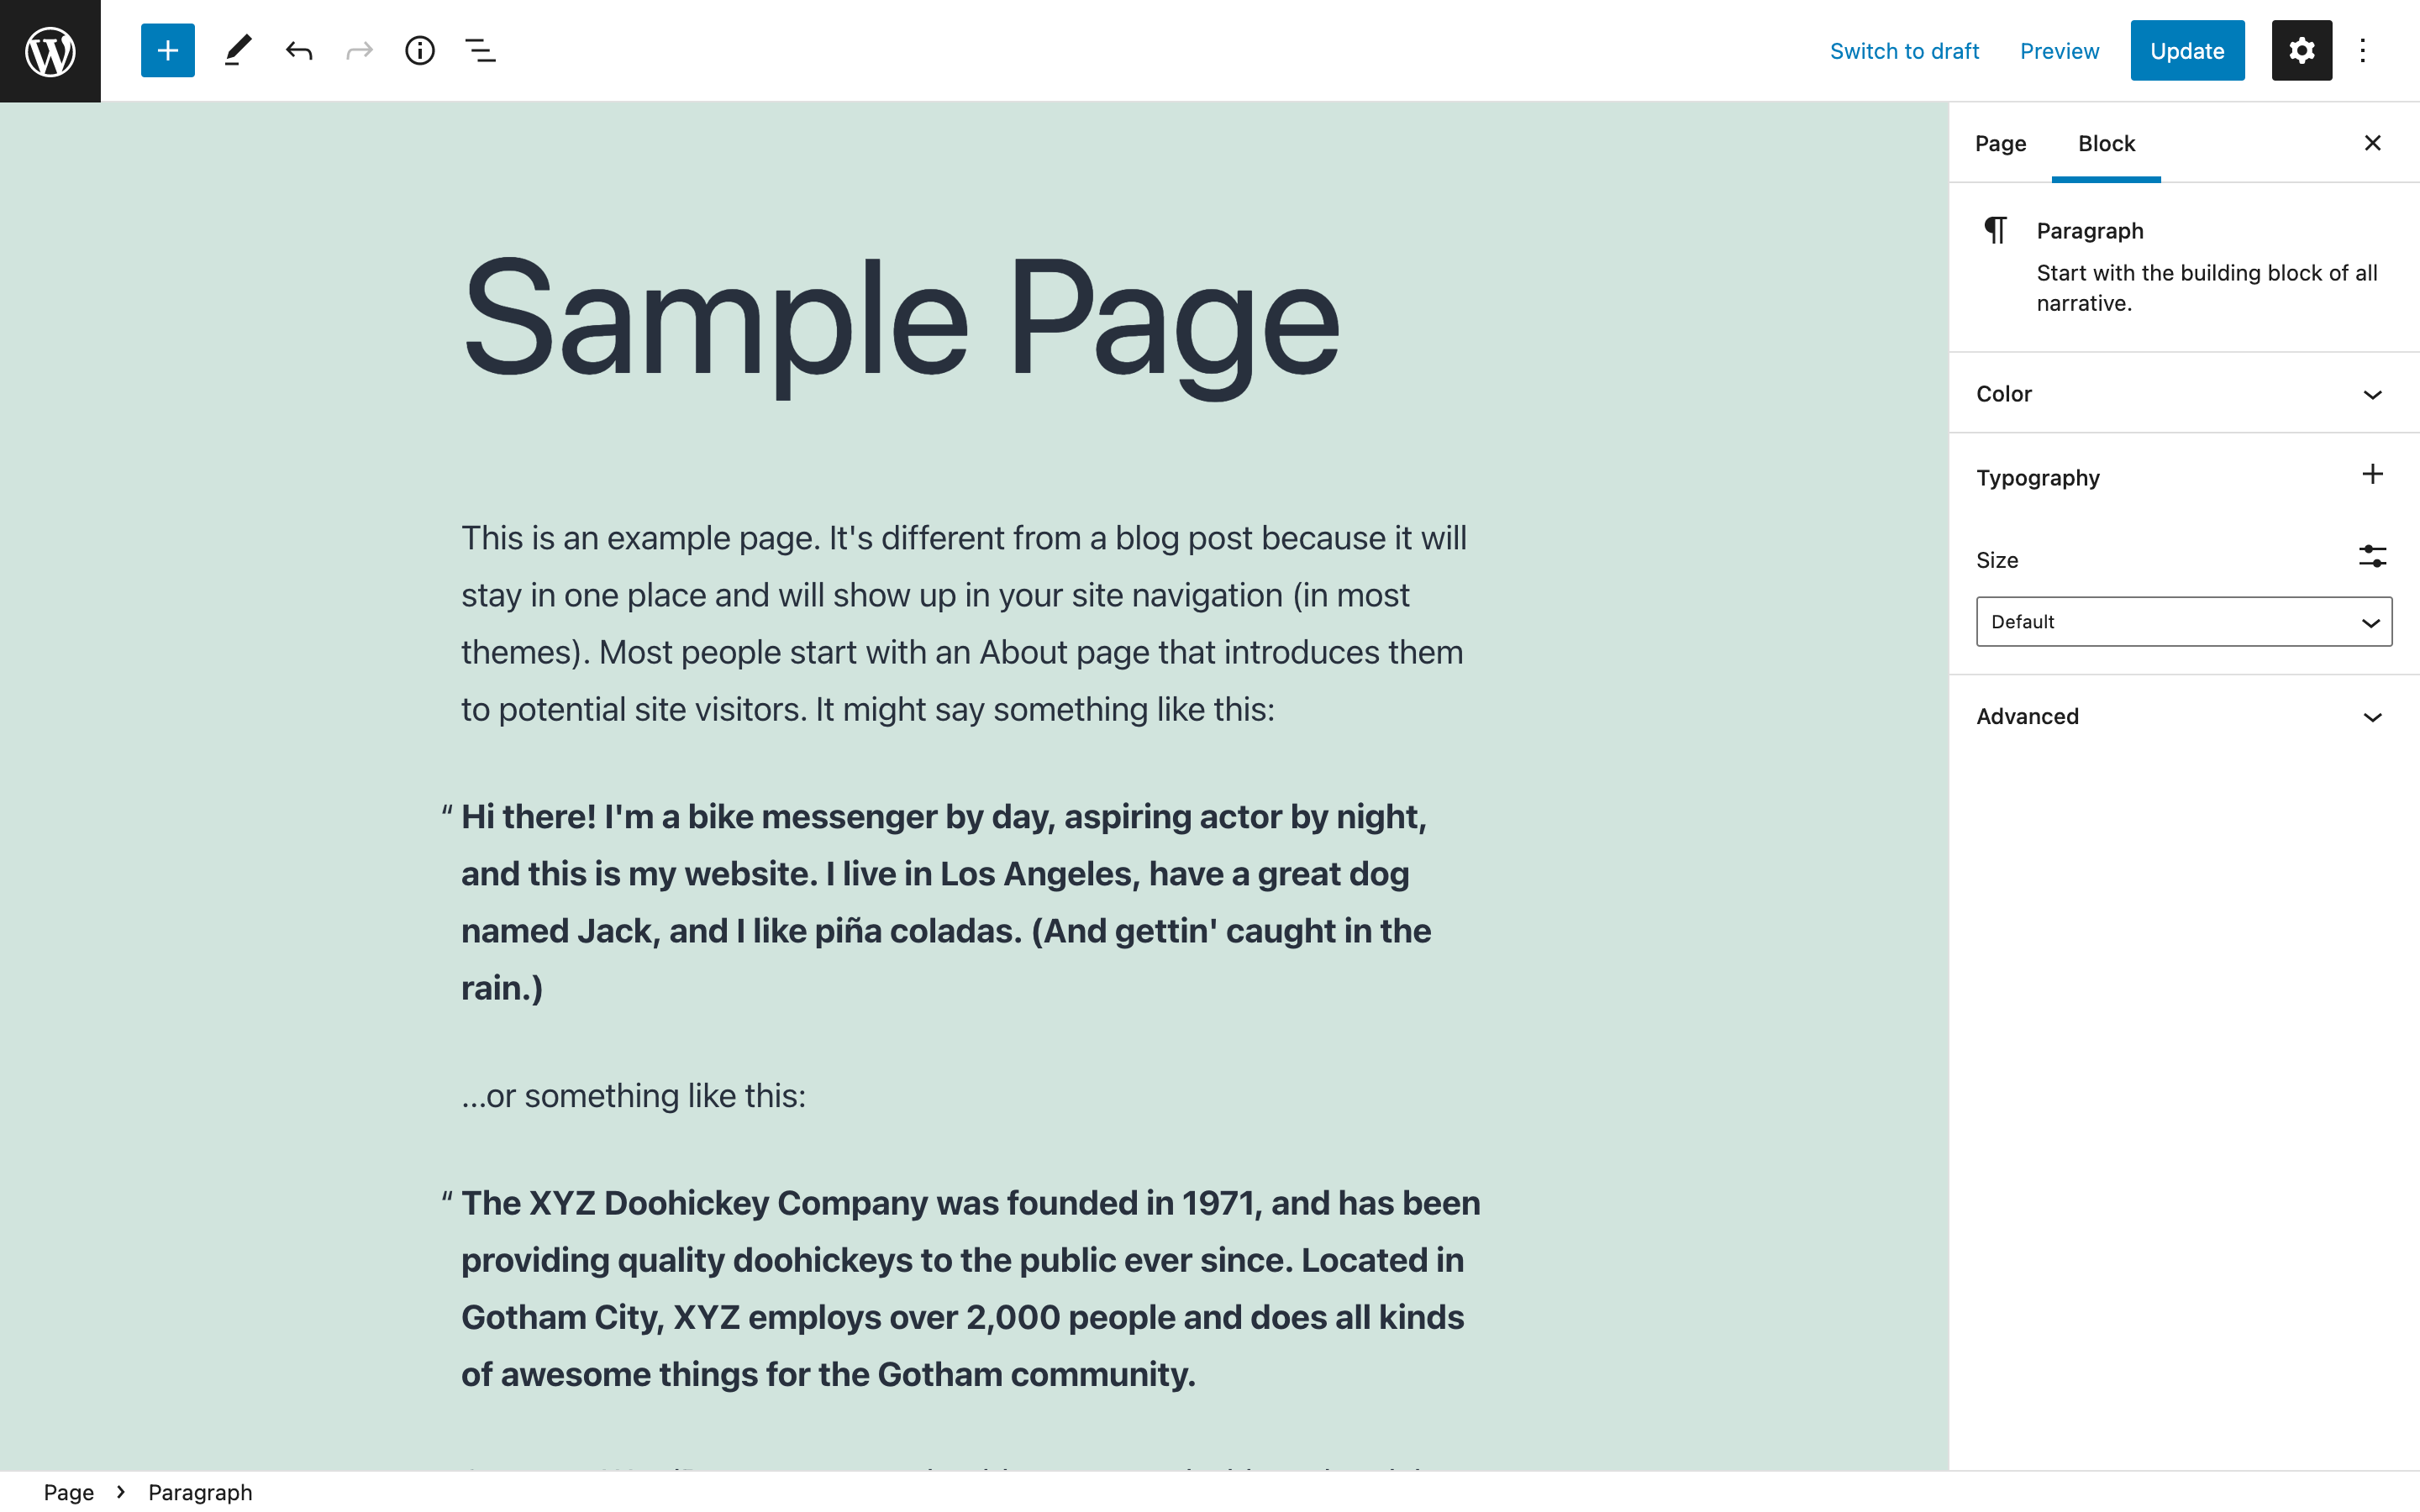 Switch to draft
Preview
Update
Sample Page
This is an example page. It's different from a blog post because it will
stay in one place and will show up in your site navigation (in most
themes). Most people start with an About page that introduces them
to potential site visitors. It might say something like this:
“ Hi there! I'm a bike messenger by day, aspiring actor by night,
and this is my website. I live in Los Angeles, have a great dog
named Jack, and I like piña coladas. (And gettin' caught in the
rain.)
...or something like this:
“ The XYZ Doohickey Company was founded in 1971, and has been
providing quality doohickeys to the public ever since. Located in
Gotham City, XYZ employs over 2,000 people and does all kinds
of awesome things for the Gotham community.
Page
Block
Paragraph
Start with the building block of all
narrative.
Color
Typography
Size
Default
Advanced
Page › Paragraph